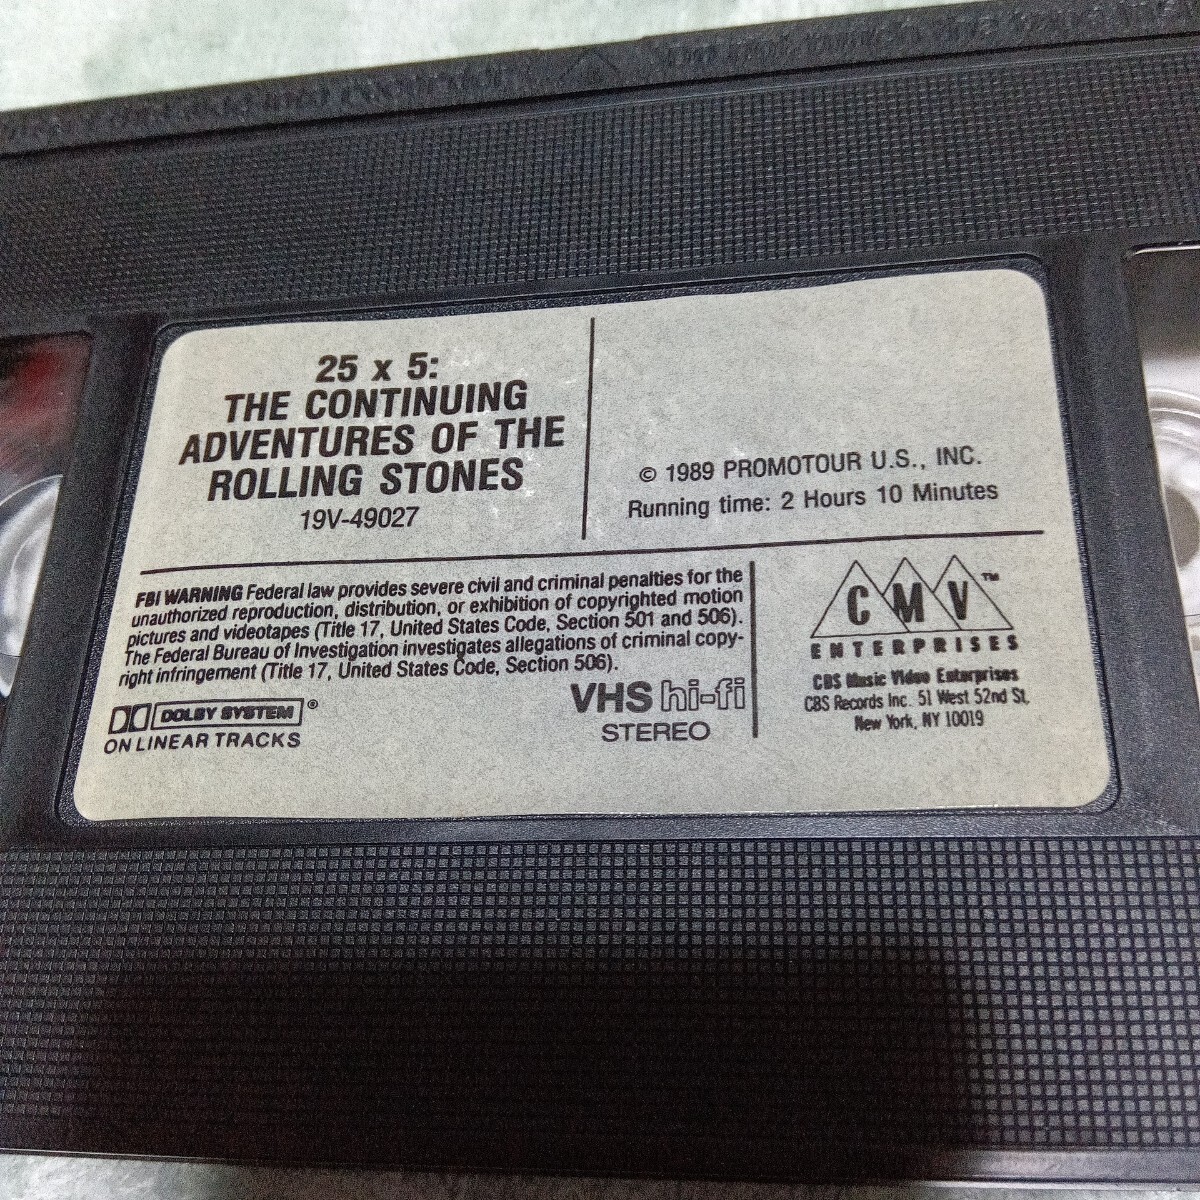 25 x 5:
THE CONTINUING
ADVENTURES OF THE
ROLLING STONES
19V-49027
© 1989 PROMOTOUR U.S., INC.
Running time: 2 Hours 10 Minutes
FBI WARNING Federal law provides severe civil and criminal penalties for the
unauthorized reproduction, distribution, or exhibition of copyrighted motion
pictures and videotapes (Title 17, United States Code, Section 501 and 506).
The Federal Bureau of Investigation investigates allegations of criminal copy-
right infringement (Title 17, United States Code, Section 506).
DOLBY SYSTEM®
ON LINEAR TRACKS
VHS hi-fi
STEREO
CMV™
ENTERPRISES
CBS Music Video Enterprises
CBS Records Inc. 51 West 52nd St.,
New York, NY 10019